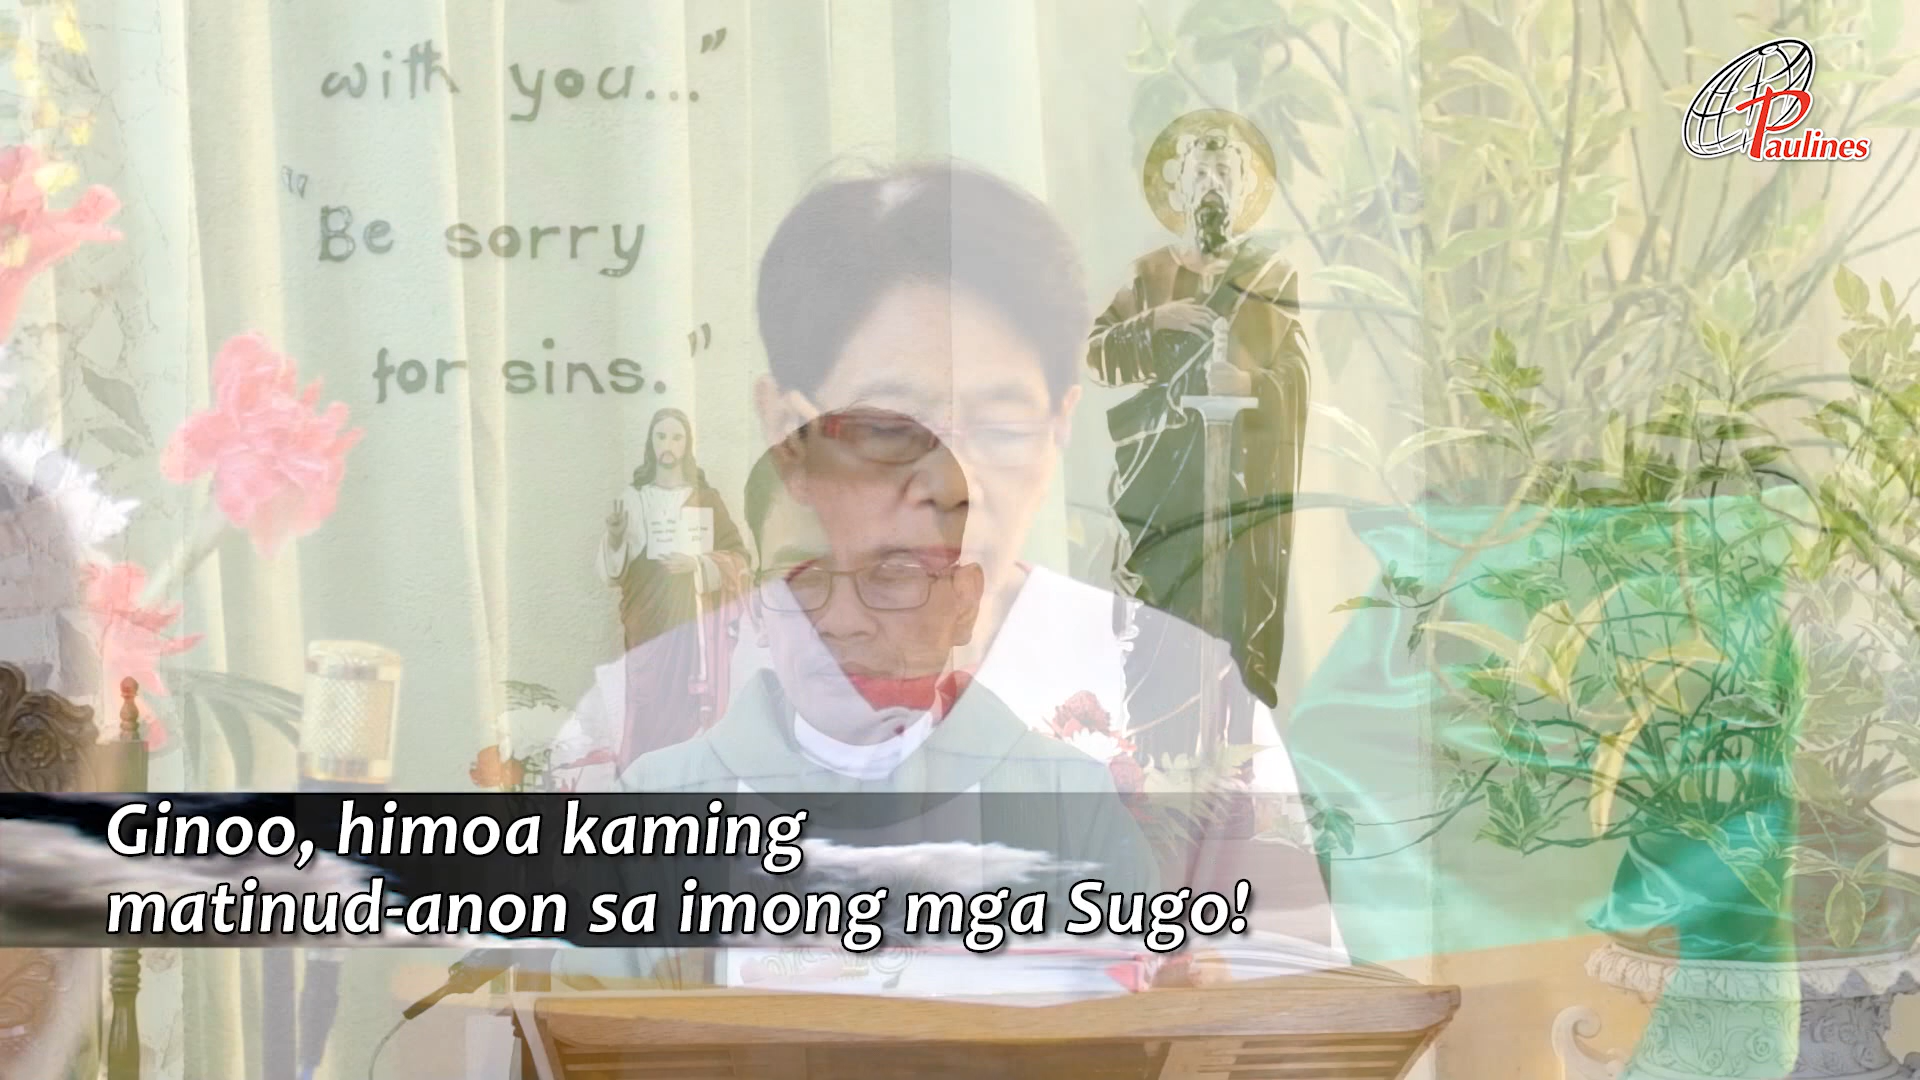 with you..."
"Be sorry
for sins."
Paulines
Ginoo, himoa kaming
matinud-anon sa imong mga Sugo!